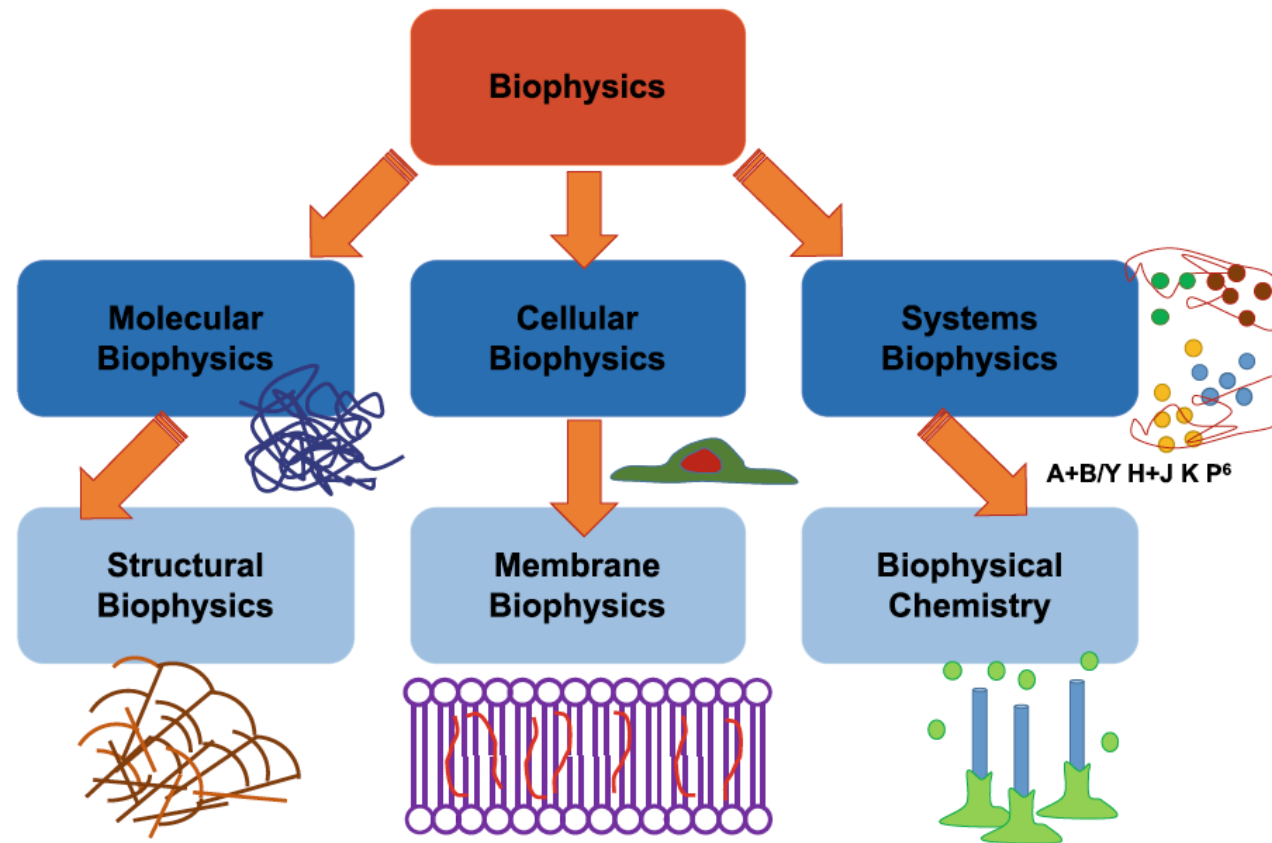 Biophysics
Molecular
Biophysics
Cellular
Biophysics
Systems
Biophysics
A+B/Y H+J K P⁶
Structural
Biophysics
Membrane
Biophysics
Biophysical
Chemistry